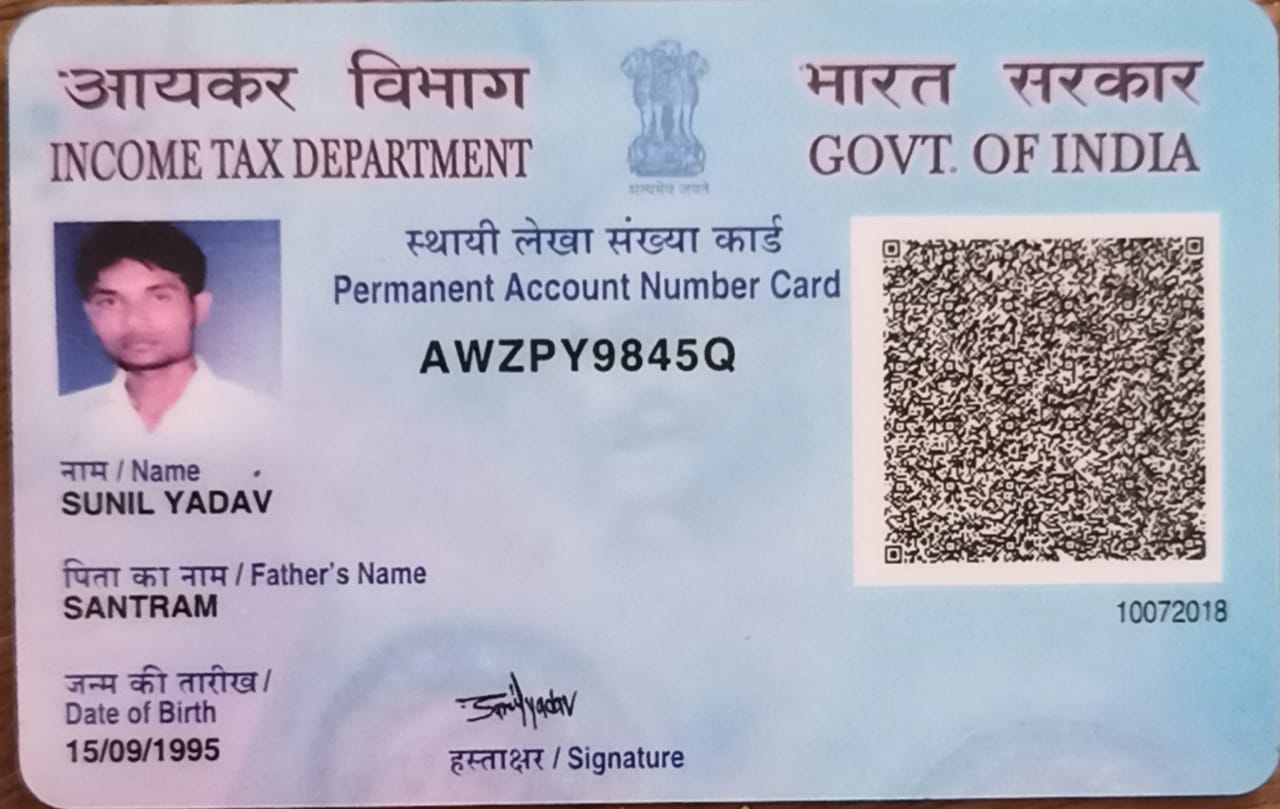 आयकर विभाग
INCOME TAX DEPARTMENT
सत्यमेव जयते
भारत सरकार
GOVT. OF INDIA
स्थायी लेखा संख्या कार्ड
Permanent Account Number Card
AWZPY9845Q
नाम / Name
SUNIL YADAV
पिता का नाम / Father's Name
SANTRAM
10072018
जन्म की तारीख /
Date of Birth
15/09/1995
Sunil yadav
हस्ताक्षर / Signature